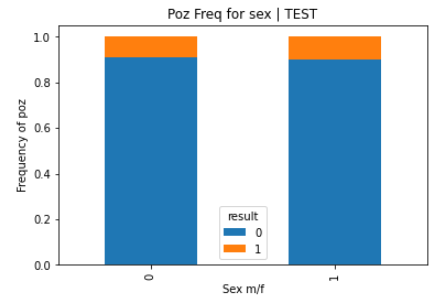 Poz Freq for sex | TEST
Frequency of poz
1.0
0.8
0.6
0.4
0.2
0.0
result
0
1
0
1
Sex m/f